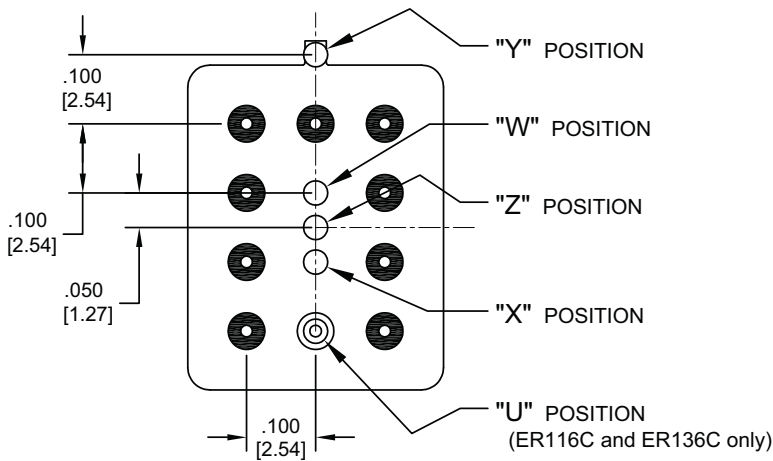 "Y" POSITION
.100
[2.54]
"W" POSITION
"Z" POSITION
.100
[2.54]
.050
[1.27]
"X" POSITION
"U" POSITION
(ER116C and ER136C only)
.100
[2.54]